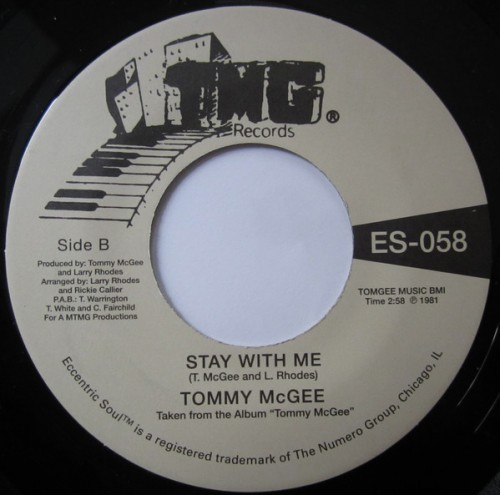 TMG®
Records
Side B
ES-058
Produced by: Tommy McGee
and Larry Rhodes
Arranged by: Larry Rhodes
and Rickie Callier
P.A.B.: T. Warrington
T. White and C. Fairchild
For A MTMG Productions
TOMGEE MUSIC BMI
Time 2:58 ℗ 1981
STAY WITH ME
(T. McGee and L. Rhodes)
TOMMY McGEE
Taken from the Album "Tommy McGee"
Eccentric Soul™ is a registered trademark of The Numero Group, Chicago, IL